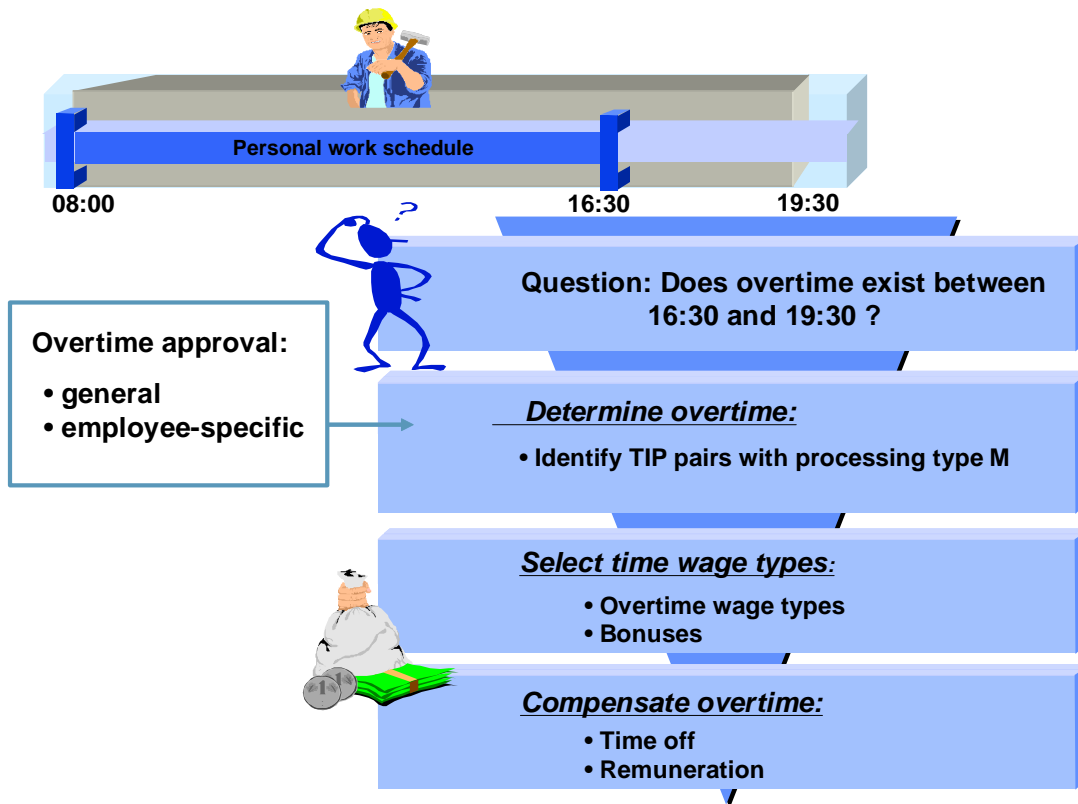 Personal work schedule
08:00
16:30
19:30
?
Question: Does overtime exist between
16:30 and 19:30 ?
Overtime approval:
• general
• employee-specific
Determine overtime:
• Identify TIP pairs with processing type M
Select time wage types:
• Overtime wage types
• Bonuses
Compensate overtime:
• Time off
• Remuneration